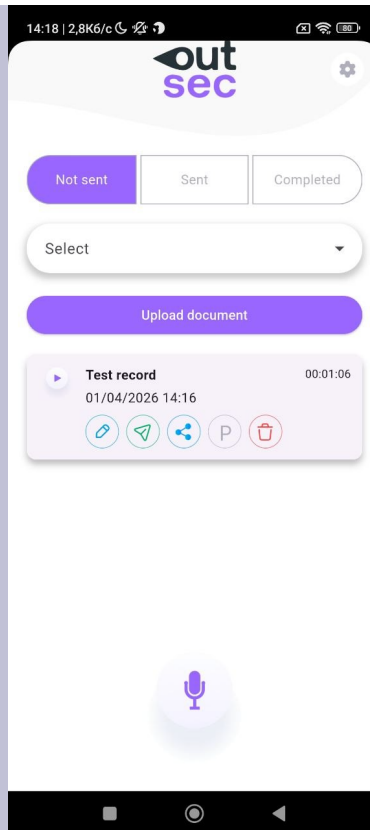 14:18 | 2,8Кб/с
80
out
sec
Not sent
Sent
Completed
Select
Upload document
Test record
00:01:06
01/04/2026 14:16
P